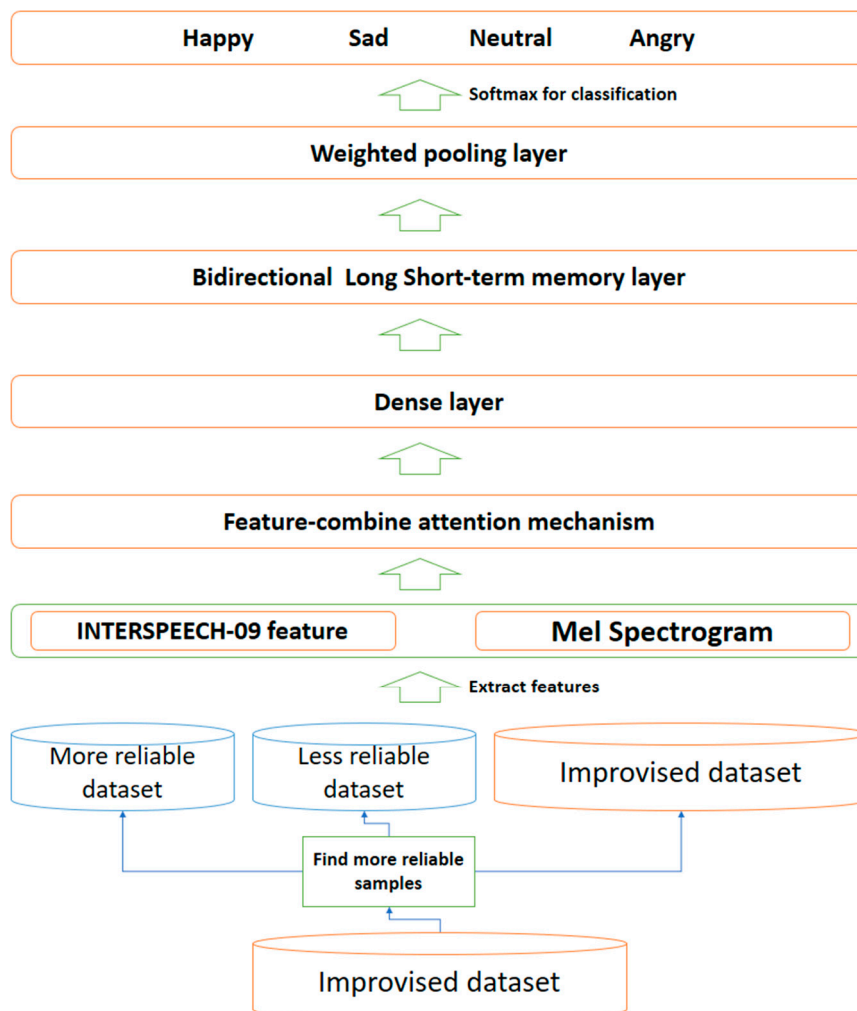 Happy Sad Neutral Angry
Softmax for classification
Weighted pooling layer
Bidirectional Long Short-term memory layer
Dense layer
Feature-combine attention mechanism
INTERSPEECH-09 feature Mel Spectrogram
Extract features
More reliable
dataset
Less reliable
dataset
Improvised dataset
Find more reliable
samples
Improvised dataset